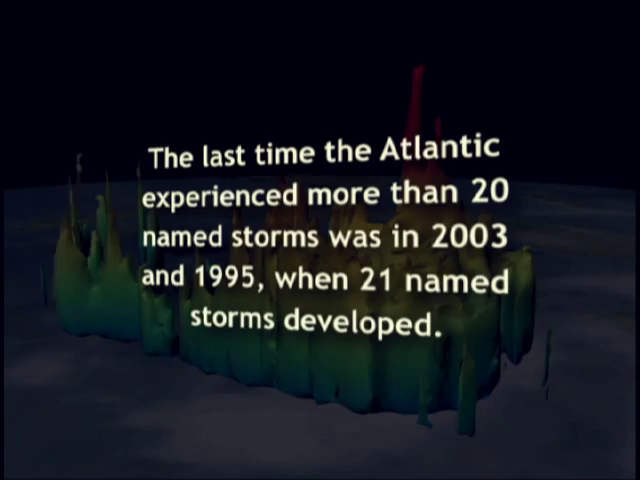 The last time the Atlantic
experienced more than 20
named storms was in 2003
and 1995, when 21 named
storms developed.